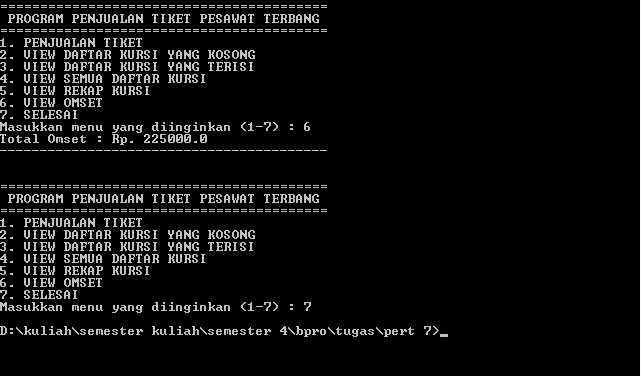 =========================================
 PROGRAM PENJUALAN TIKET PESAWAT TERBANG
=========================================
1. PENJUALAN TIKET
2. VIEW DAFTAR KURSI YANG KOSONG
3. VIEW DAFTAR KURSI YANG TERISI
4. VIEW SEMUA DAFTAR KURSI
5. VIEW REKAP KURSI
6. VIEW OMSET
7. SELESAI
Masukkan menu yang diinginkan (1-7) : 6
Total Omset : Rp. 225000.0
-----------------------------------------
=========================================
 PROGRAM PENJUALAN TIKET PESAWAT TERBANG
=========================================
1. PENJUALAN TIKET
2. VIEW DAFTAR KURSI YANG KOSONG
3. VIEW DAFTAR KURSI YANG TERISI
4. VIEW SEMUA DAFTAR KURSI
5. VIEW REKAP KURSI
6. VIEW OMSET
7. SELESAI
Masukkan menu yang diinginkan (1-7) : 7
D:\kuliah\semester kuliah\semester 4\bpro\tugas\pert 7>_